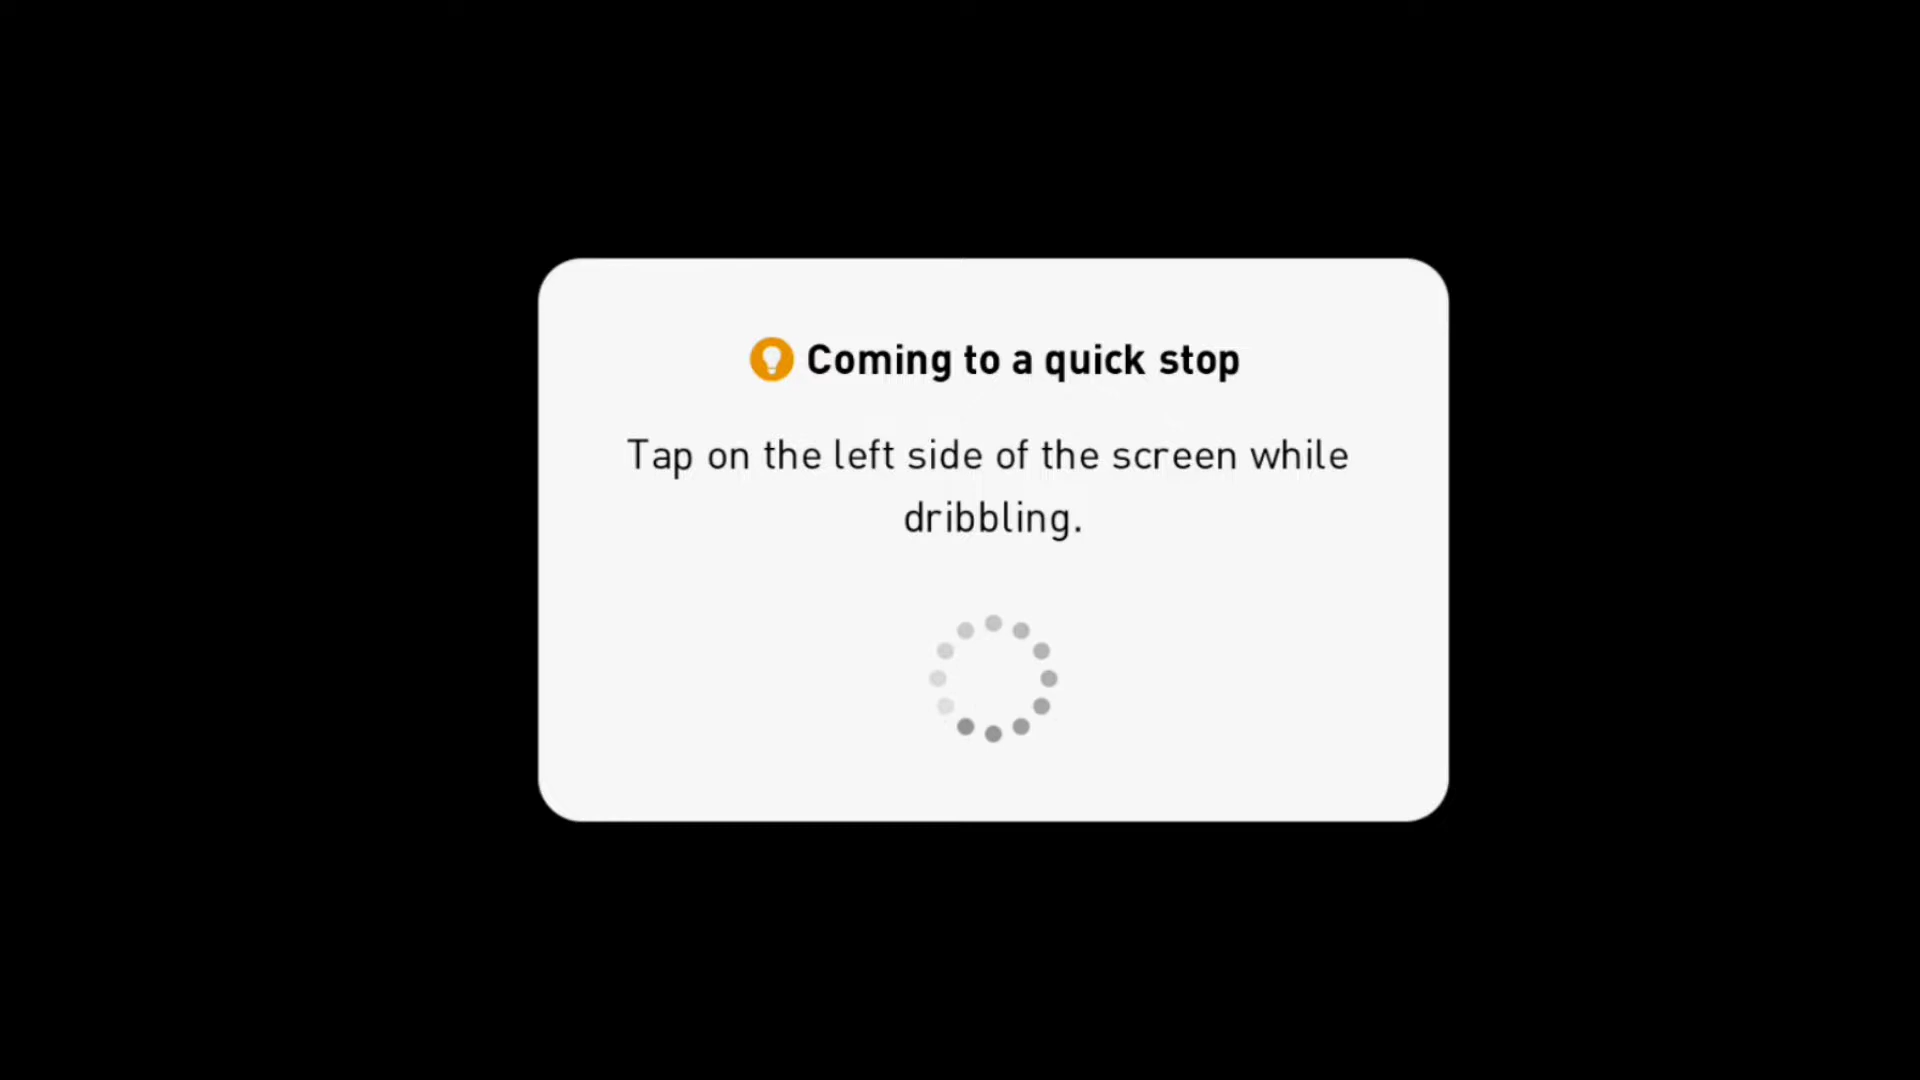 Coming to a quick stop
Tap on the left side of the screen while
dribbling.